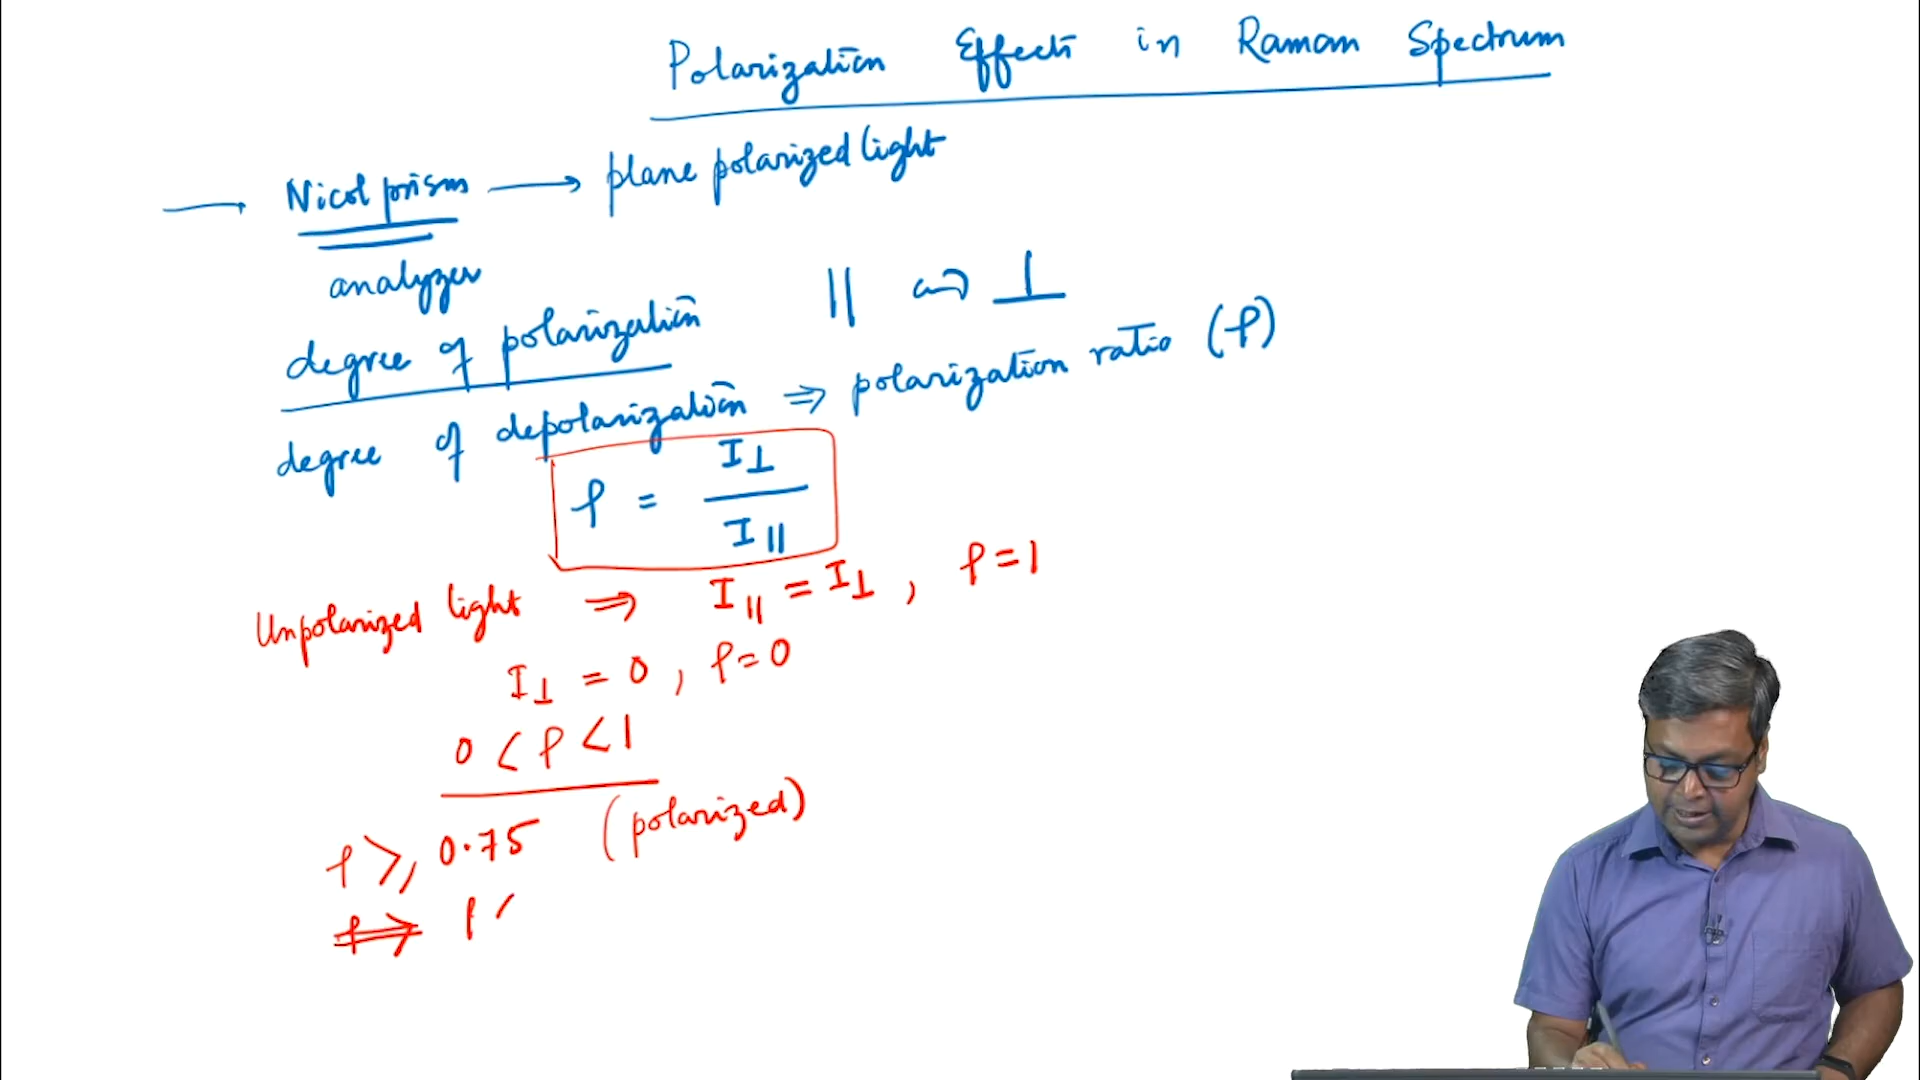 Polarization Effects in Raman Spectrum
→ Nicol prism → plane polarized light
analyzer
degree of polarization || and ⊥
degree of depolarization ⇒ polarization ratio (ρ)
ρ = I⊥ / I||
Unpolarized light ⇒ I|| = I⊥ , ρ = 1
I⊥ = 0 , ρ = 0
0 < ρ < 1
ρ ≥ 0.75 (polarized)
ρ <